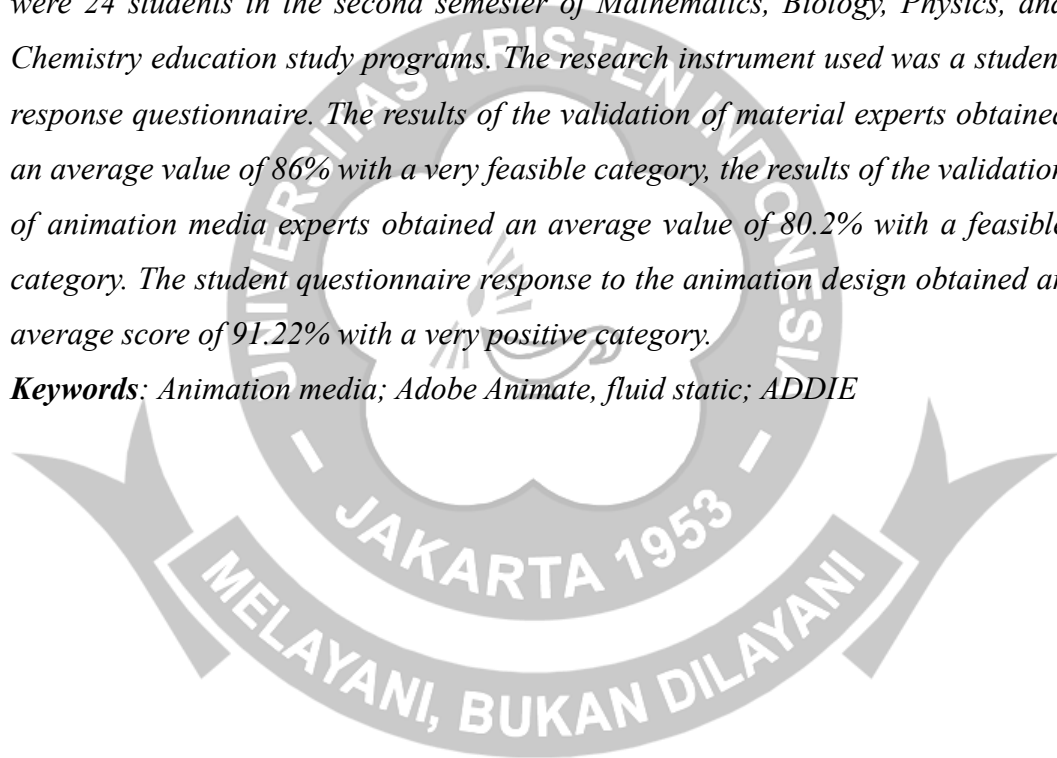 were 24 students in the second semester of Mathematics, Biology, Physics, and
Chemistry education study programs. The research instrument used was a student
response questionnaire. The results of the validation of material experts obtained
an average value of 86% with a very feasible category, the results of the validation
of animation media experts obtained an average value of 80.2% with a feasible
category. The student questionnaire response to the animation design obtained an
average score of 91.22% with a very positive category.
Keywords: Animation media; Adobe Animate, fluid static; ADDIE
UNIVERSITAS KRISTEN INDONESIA
JAKARTA 1953
MELAYANI, BUKAN DILAYANI